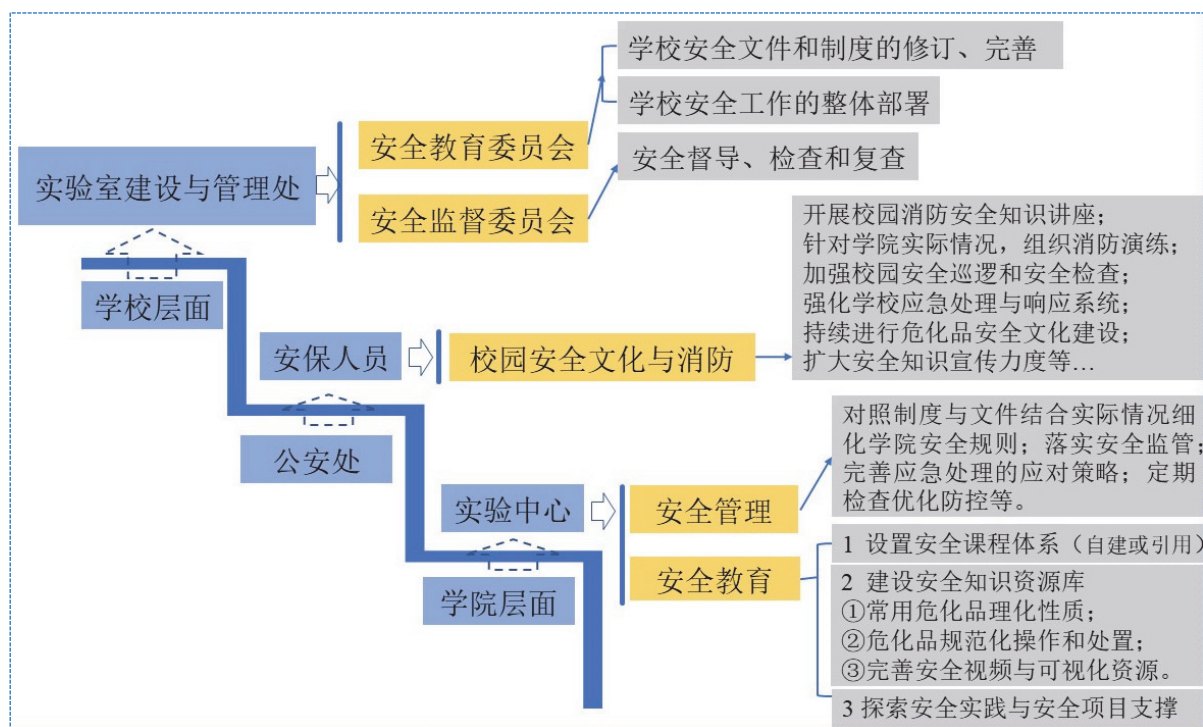 学校安全文件和制度的修订、完善
学校安全工作的整体部署
安全教育委员会
安全督导、检查和复查
实验室建设与管理处
安全监督委员会
学校层面
开展校园消防安全知识讲座；
针对学院实际情况，组织消防演练；
加强校园安全巡逻和安全检查；
强化学校应急处理与响应系统；
持续进行危化品安全文化建设；
扩大安全知识宣传力度等…
安保人员
校园安全文化与消防
公安处
对照制度与文件结合实际情况细
化学院安全规则；落实安全监管；
完善应急处理的应对策略；定期
检查优化防控等。
实验中心
安全管理
安全教育
学院层面
1 设置安全课程体系（自建或引用）
2 建设安全知识资源库
①常用危化品理化性质；
②危化品规范化操作和处置；
③完善安全视频与可视化资源。
3 探索安全实践与安全项目支撑